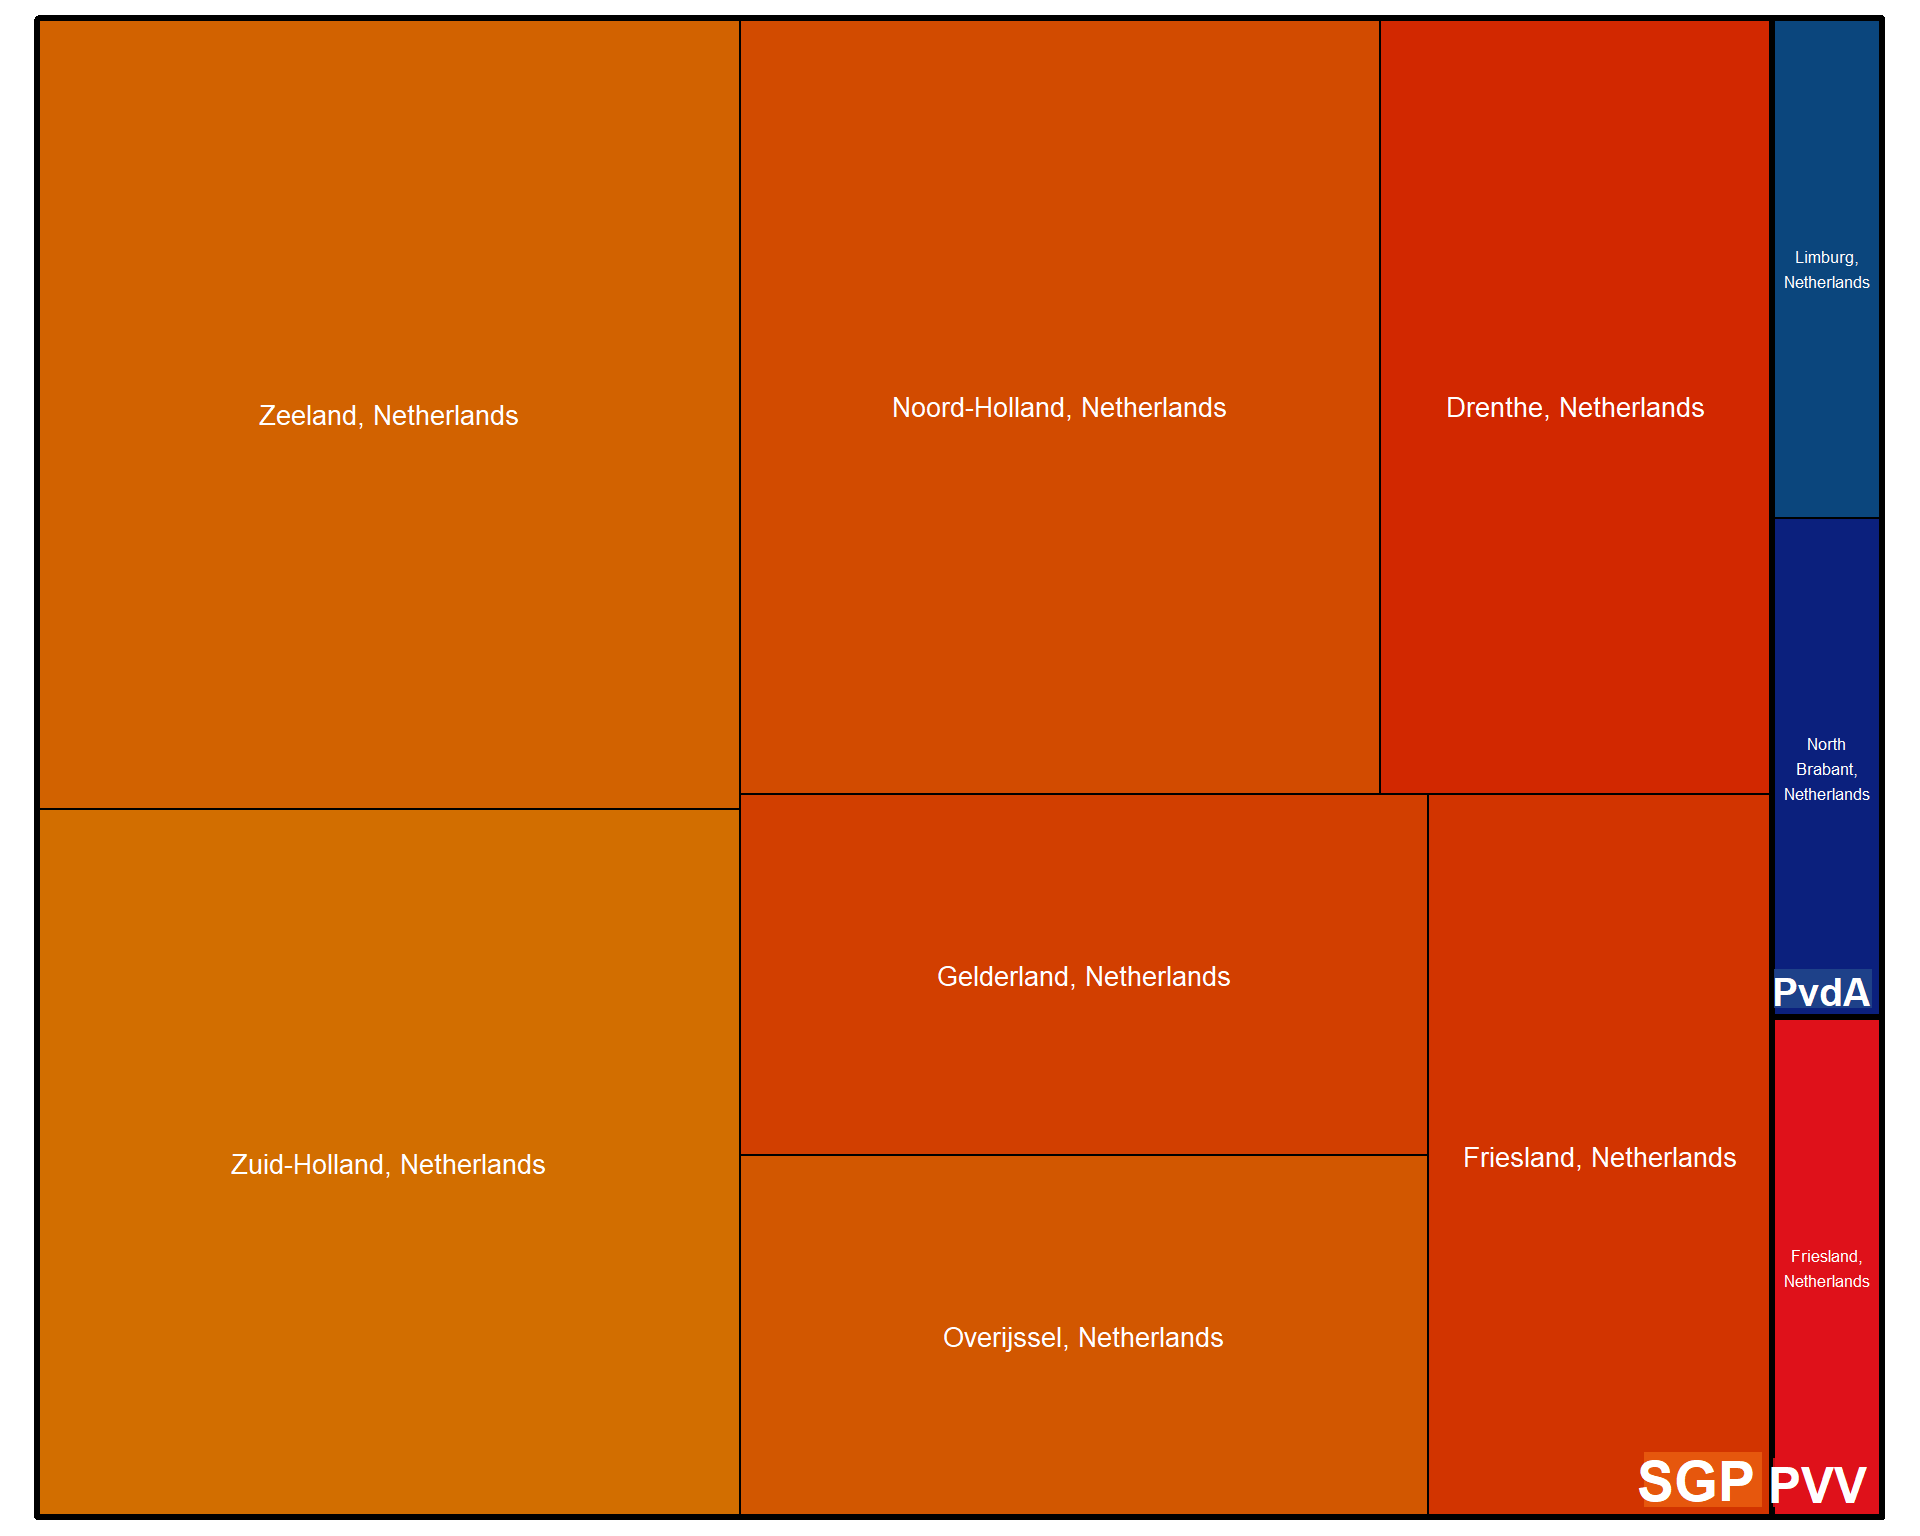 Zeeland, Netherlands
Noord-Holland, Netherlands
Drenthe, Netherlands
Limburg,
Netherlands
North
Brabant,
Netherlands
PvdA
Gelderland, Netherlands
Zuid-Holland, Netherlands
Friesland, Netherlands
Friesland,
Netherlands
Overijssel, Netherlands
SGP
PVV